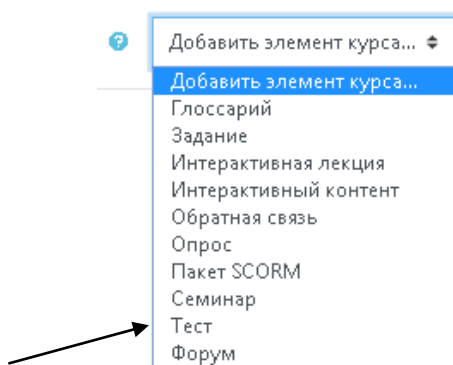 ?
Добавить элемент курса...
Добавить элемент курса...
Глоссарий
Задание
Интерактивная лекция
Интерактивный контент
Обратная связь
Опрос
Пакет SCORM
Семинар
Тест
Форум